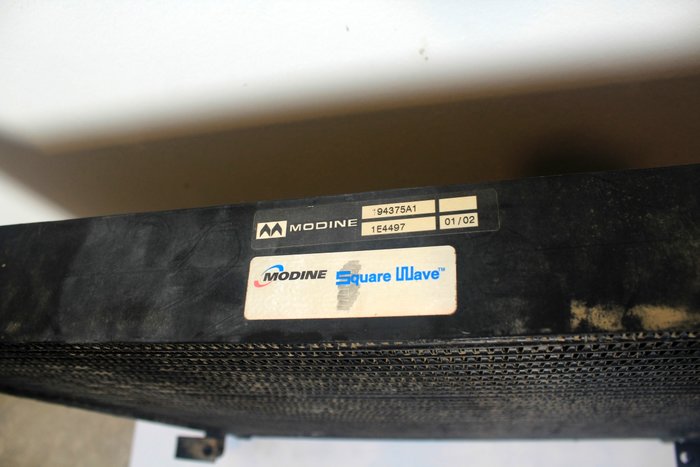 MODINE
194375A1
1E4497 01/02
MODINE Square Wave™